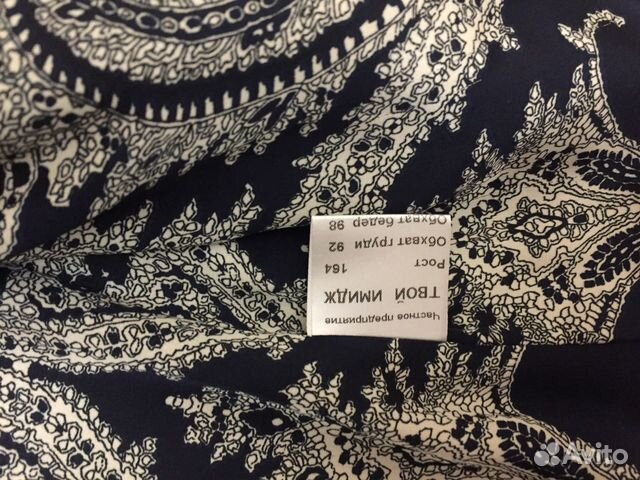 Частное предприятие
ТВОЙ ИМИДЖ
Рост 164
Обхват груди 92
Обхват бедер 98
Avito